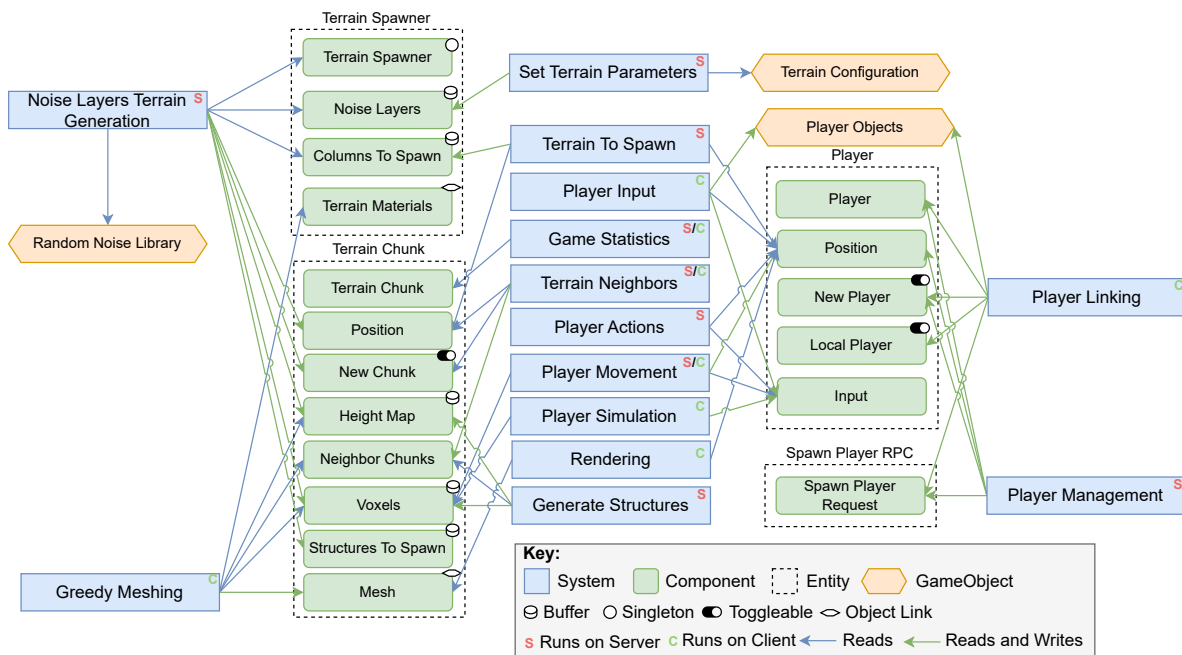 Terrain Spawner
Terrain Spawner
Noise Layers
Columns To Spawn
Terrain Materials
Noise Layers Terrain S
Generation
Random Noise Library
Set Terrain Parameters S
Terrain Configuration
Player Objects
Terrain To Spawn S
Player Input C
Game Statistics S/C
Terrain Neighbors S/C
Player Actions S
Player Movement S/C
Player Simulation C
Rendering C
Generate Structures S
Terrain Chunk
Terrain Chunk
Position
New Chunk
Height Map
Neighbor Chunks
Voxels
Structures To Spawn
Mesh
Greedy Meshing C
Player
Player
Position
New Player
Local Player
Input
Player Linking C
Spawn Player RPC
Spawn Player
Request
Player Management S
Key:
System Component Entity GameObject
Buffer Singleton Toggleable Object Link
S Runs on Server C Runs on Client Reads Reads and Writes